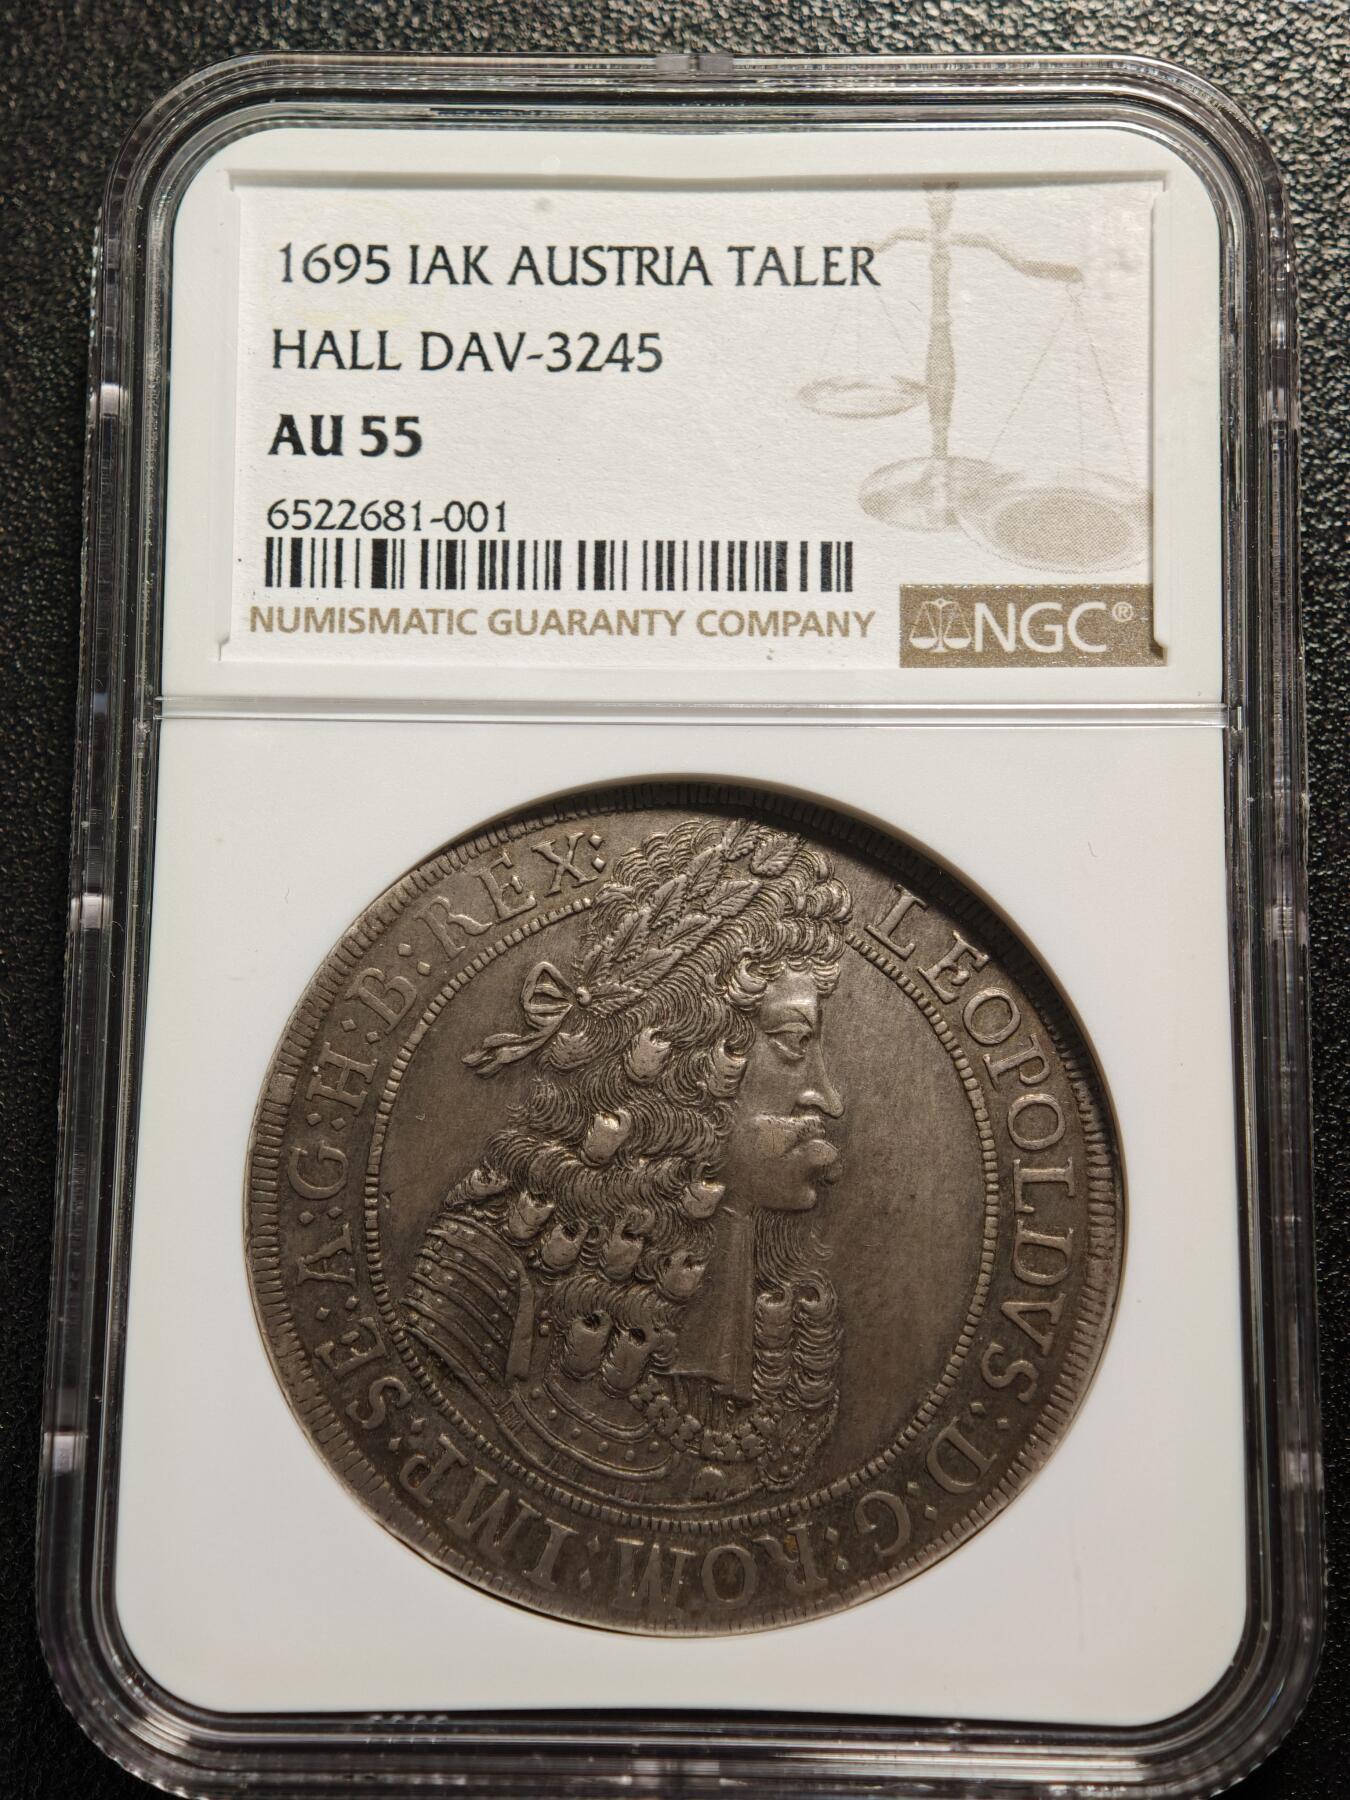 1695 IAK AUSTRIA TALER
HALL DAV-3245
AU 55
6522681-001
NUMISMATIC GUARANTY COMPANY
NGC®
LEOPOLDVS·D:G:ROM:IMP:SE·A:G:H:B:REX: